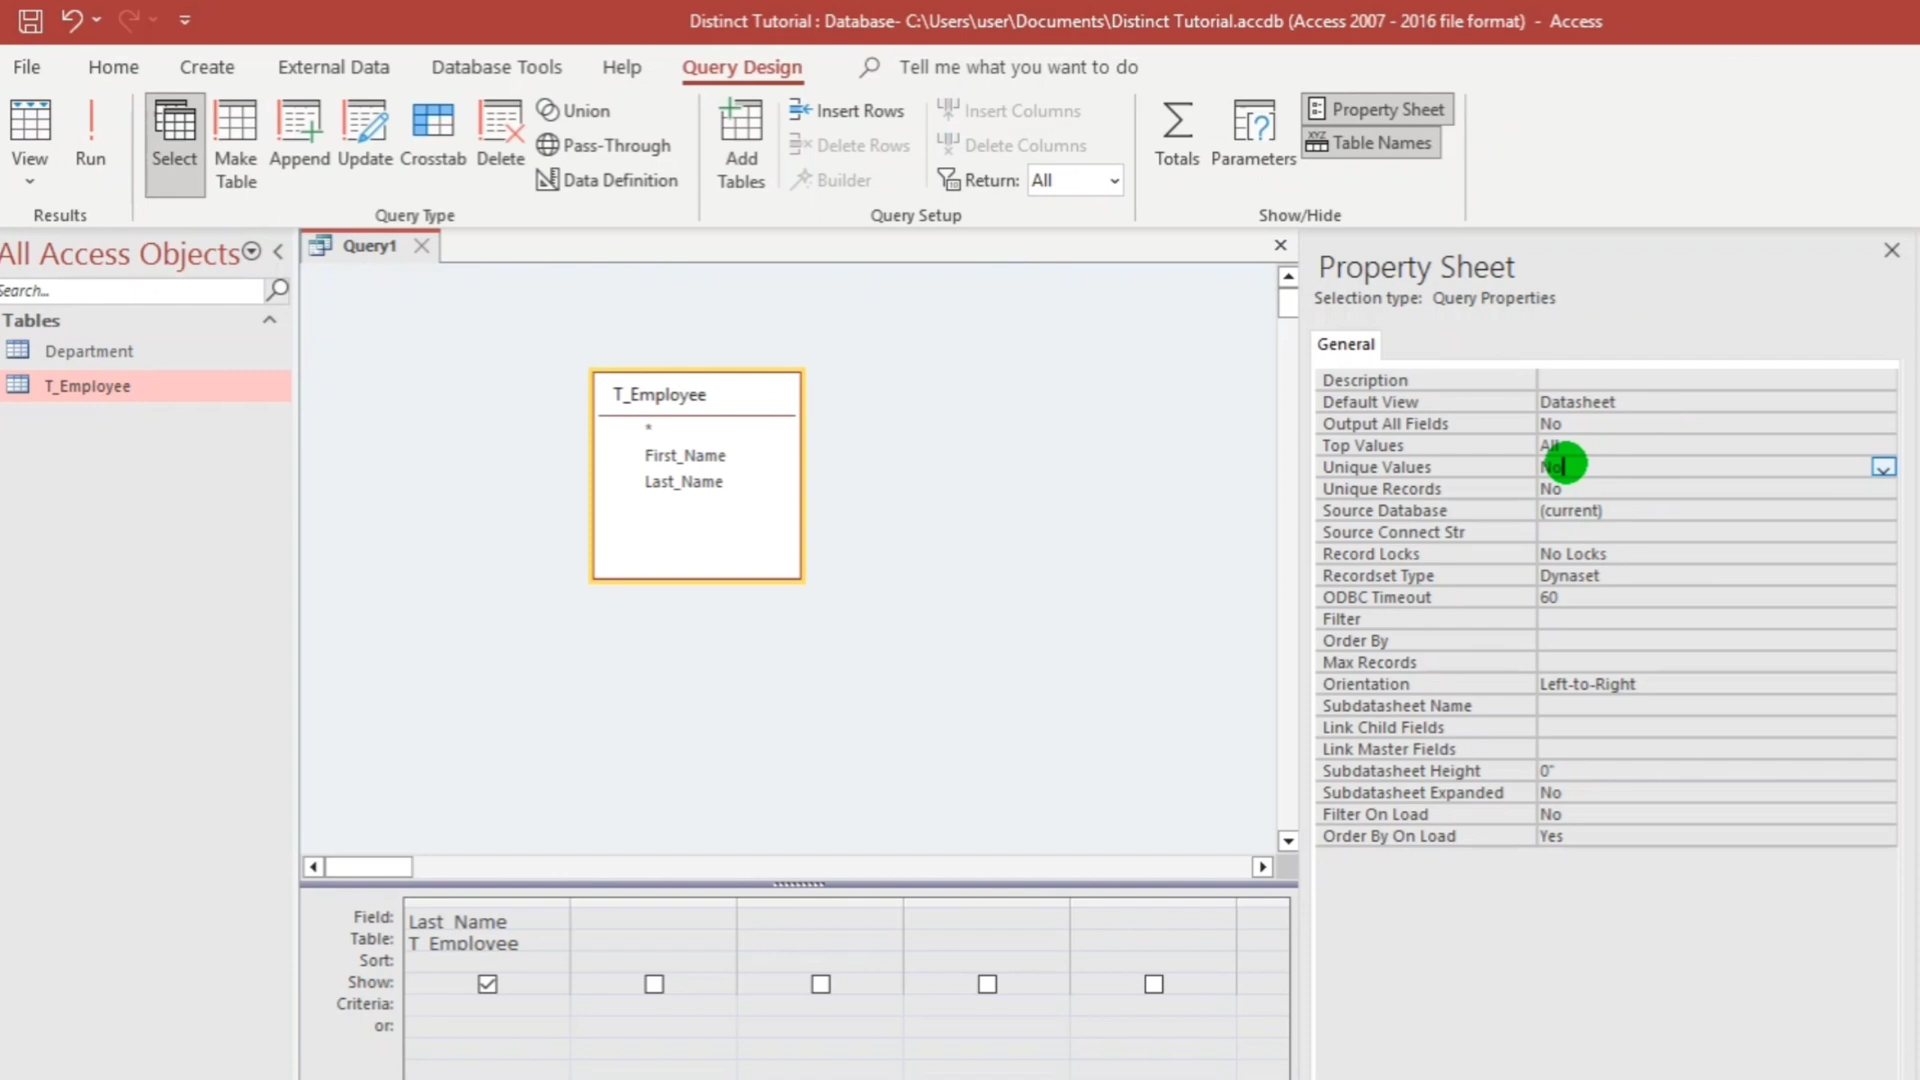 Distinct Tutorial : Database- C:\Users\user\Documents\Distinct Tutorial.accdb (Access 2007 - 2016 file format) - Access
File Home Create External Data Database Tools Help Query Design Tell me what you want to do
View
Run
Select
Make
Table
Append
Update
Crosstab
Delete
Union
Pass-Through
Data Definition
Add
Tables
Insert Rows
Delete Rows
Builder
Insert Columns
Delete Columns
Return: All
Totals
Parameters
Property Sheet
XYZ Table Names
Results
Query Type
Query Setup
Show/Hide
All Access Objects
Search...
Tables
Department
T_Employee
Query1
T_Employee
*
First_Name
Last_Name
Field: Last_Name
Table: T_Employee
Sort:
Show:
Criteria:
or:
Property Sheet
Selection type: Query Properties
General
Description
Default View Datasheet
Output All Fields No
Top Values All
Unique Values No
Unique Records No
Source Database (current)
Source Connect Str
Record Locks No Locks
Recordset Type Dynaset
ODBC Timeout 60
Filter
Order By
Max Records
Orientation Left-to-Right
Subdatasheet Name
Link Child Fields
Link Master Fields
Subdatasheet Height 0"
Subdatasheet Expanded No
Filter On Load No
Order By On Load Yes